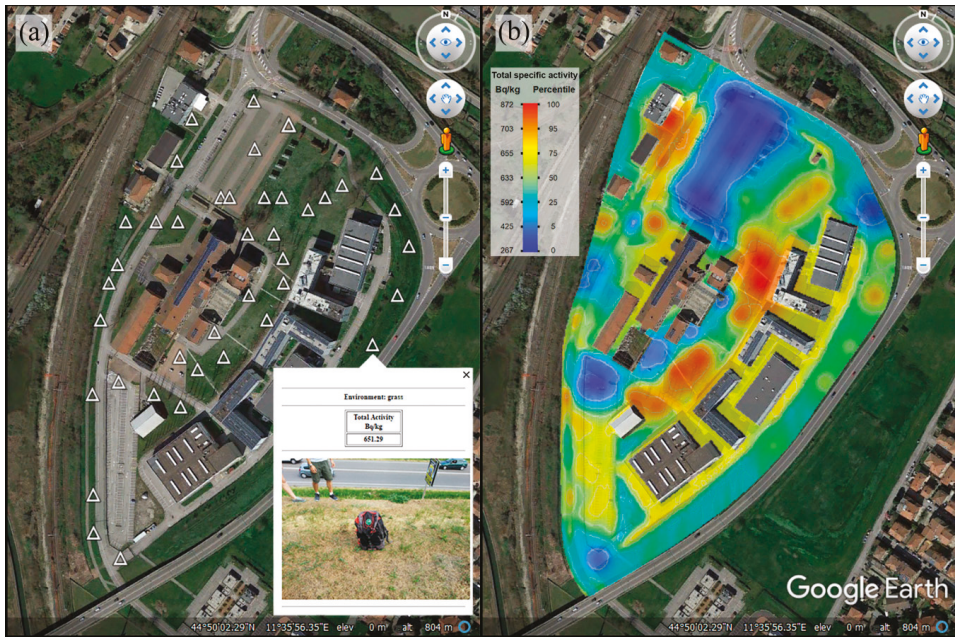 (a)
N
Environment: grass
Total Activity
Bq/kg
651.29
44°50'02.29"N 11°35'56.35"E elev 0 m alt 804 m
(b)
N
Total specific activity
Bq/kg Percentile
872 100
703 95
655 75
633 50
592 25
425 5
267 0
Google Earth
44°50'02.29"N 11°35'56.35"E elev 0 m alt 804 m